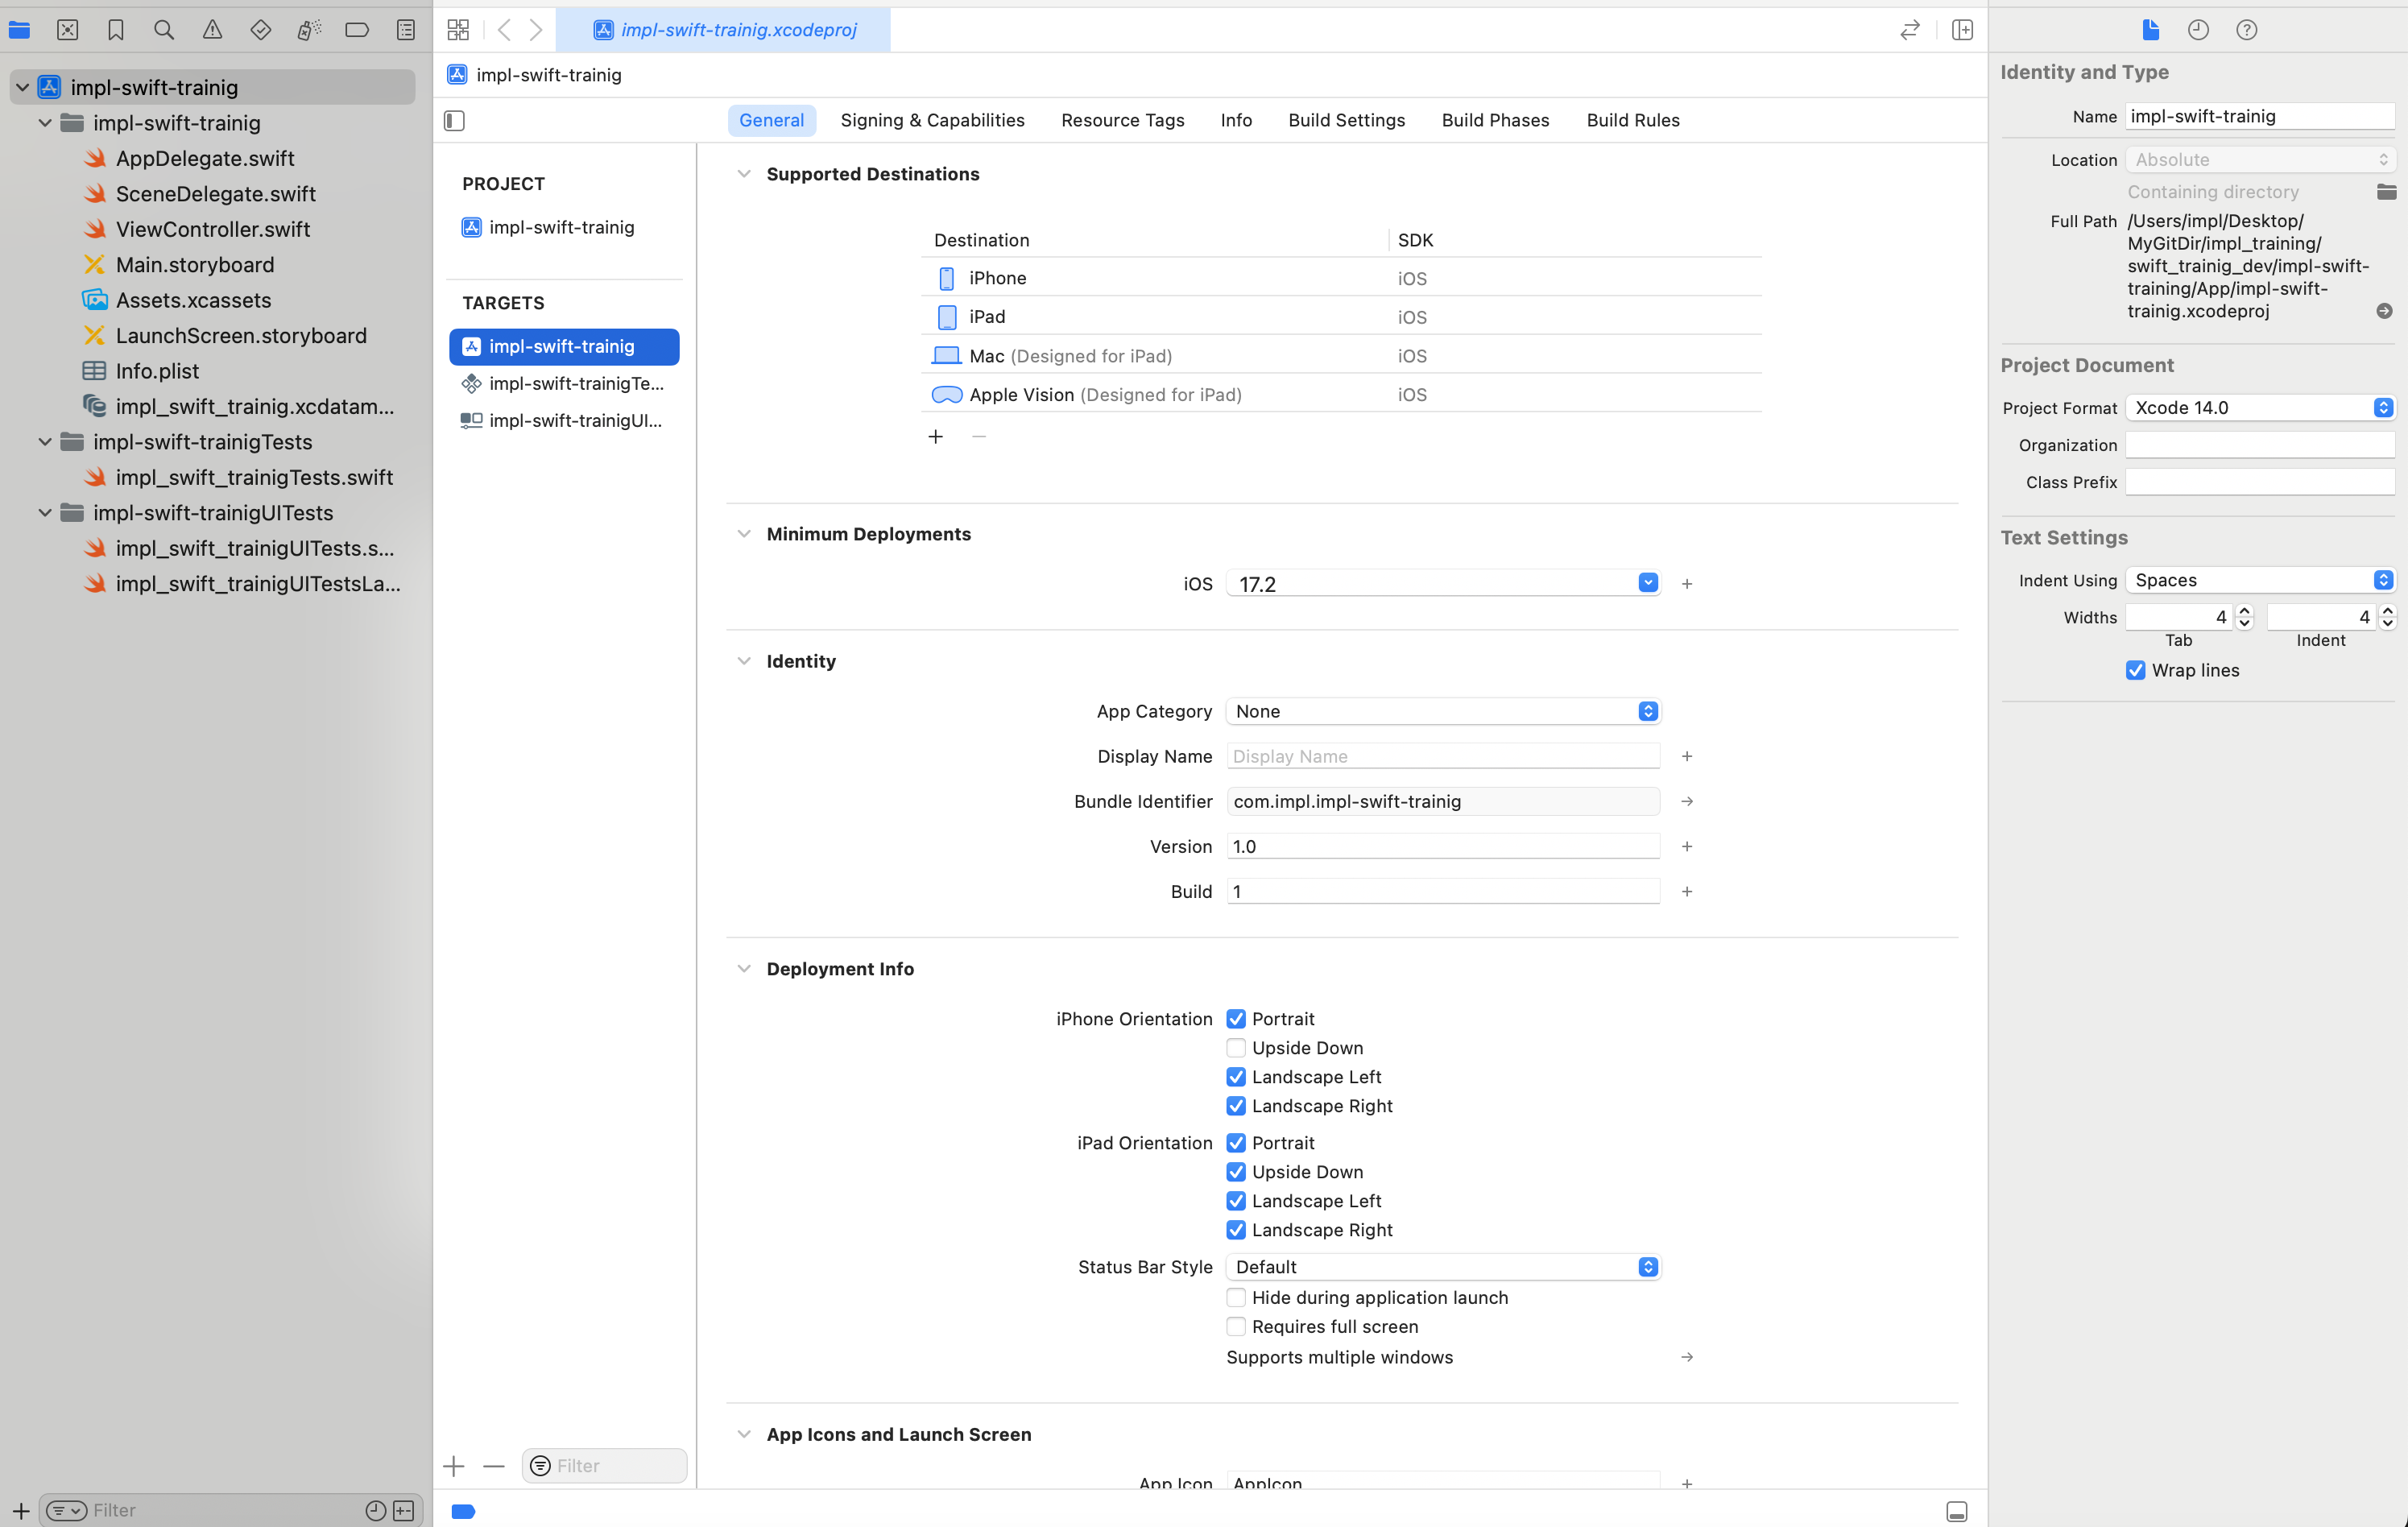 impl-swift-trainig
impl-swift-trainig
AppDelegate.swift
SceneDelegate.swift
ViewController.swift
Main.storyboard
Assets.xcassets
LaunchScreen.storyboard
Info.plist
impl_swift_trainig.xcdatam...
impl-swift-trainigTests
impl_swift_trainigTests.swift
impl-swift-trainigUITests
impl_swift_trainigUITests.s...
impl_swift_trainigUITestsLa...
Filter
impl-swift-trainig.xcodeproj
impl-swift-trainig
General Signing & Capabilities Resource Tags Info Build Settings Build Phases Build Rules
PROJECT
impl-swift-trainig
TARGETS
impl-swift-trainig
impl-swift-trainigTe...
impl-swift-trainigUI...
Filter
Supported Destinations
Destination SDK
iPhone iOS
iPad iOS
Mac (Designed for iPad) iOS
Apple Vision (Designed for iPad) iOS
Minimum Deployments
iOS 17.2
Identity
App Category None
Display Name Display Name
Bundle Identifier com.impl.impl-swift-trainig
Version 1.0
Build 1
Deployment Info
iPhone Orientation Portrait
Upside Down
Landscape Left
Landscape Right
iPad Orientation Portrait
Upside Down
Landscape Left
Landscape Right
Status Bar Style Default
Hide during application launch
Requires full screen
Supports multiple windows
App Icons and Launch Screen
App Icon AppIcon
Identity and Type
Name impl-swift-trainig
Location Absolute
Containing directory
Full Path /Users/impl/Desktop/
MyGitDir/impl_training/
swift_trainig_dev/impl-swift-
training/App/impl-swift-
trainig.xcodeproj
Project Document
Project Format Xcode 14.0
Organization
Class Prefix
Text Settings
Indent Using Spaces
Widths 4 4
Tab Indent
Wrap lines